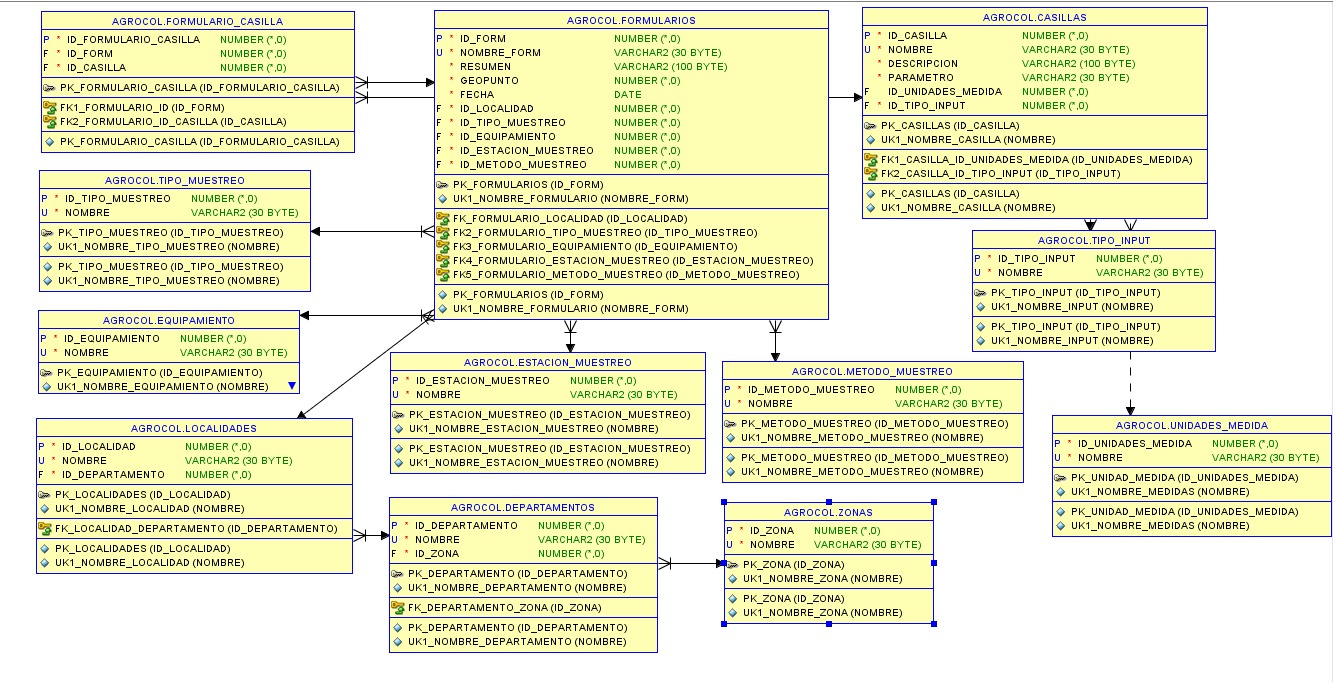 AGROCOL.FORMULARIO_CASILLA
P * ID_FORMULARIO_CASILLA NUMBER (*,0)
F * ID_FORM NUMBER (*,0)
F * ID_CASILLA NUMBER (*,0)
PK_FORMULARIO_CASILLA (ID_FORMULARIO_CASILLA)
FK1_FORMULARIO_ID (ID_FORM)
FK2_FORMULARIO_ID_CASILLA (ID_CASILLA)
PK_FORMULARIO_CASILLA (ID_FORMULARIO_CASILLA)
AGROCOL.FORMULARIOS
P * ID_FORM NUMBER (*,0)
U * NOMBRE_FORM VARCHAR2 (30 BYTE)
* RESUMEN VARCHAR2 (100 BYTE)
* GEOPUNTO NUMBER (*,0)
* FECHA DATE
F * ID_LOCALIDAD NUMBER (*,0)
F * ID_TIPO_MUESTREO NUMBER (*,0)
F * ID_EQUIPAMIENTO NUMBER (*,0)
F * ID_ESTACION_MUESTREO NUMBER (*,0)
F * ID_METODO_MUESTREO NUMBER (*,0)
PK_FORMULARIOS (ID_FORM)
UK1_NOMBRE_FORMULARIO (NOMBRE_FORM)
FK_FORMULARIO_LOCALIDAD (ID_LOCALIDAD)
FK2_FORMULARIO_TIPO_MUESTREO (ID_TIPO_MUESTREO)
FK3_FORMULARIO_EQUIPAMIENTO (ID_EQUIPAMIENTO)
FK4_FORMULARIO_ESTACION_MUESTREO (ID_ESTACION_MUESTREO)
FK5_FORMULARIO_METODO_MUESTREO (ID_METODO_MUESTREO)
PK_FORMULARIOS (ID_FORM)
UK1_NOMBRE_FORMULARIO (NOMBRE_FORM)
AGROCOL.CASILLAS
P * ID_CASILLA NUMBER (*,0)
U * NOMBRE VARCHAR2 (30 BYTE)
* DESCRIPCION VARCHAR2 (100 BYTE)
* PARAMETRO VARCHAR2 (30 BYTE)
F ID_UNIDADES_MEDIDA NUMBER (*,0)
F * ID_TIPO_INPUT NUMBER (*,0)
PK_CASILLAS (ID_CASILLA)
UK1_NOMBRE_CASILLA (NOMBRE)
FK1_CASILLA_ID_UNIDADES_MEDIDA (ID_UNIDADES_MEDIDA)
FK2_CASILLA_ID_TIPO_INPUT (ID_TIPO_INPUT)
PK_CASILLAS (ID_CASILLA)
UK1_NOMBRE_CASILLA (NOMBRE)
AGROCOL.TIPO_MUESTREO
P * ID_TIPO_MUESTREO NUMBER (*,0)
U * NOMBRE VARCHAR2 (30 BYTE)
PK_TIPO_MUESTREO (ID_TIPO_MUESTREO)
UK1_NOMBRE_TIPO_MUESTREO (NOMBRE)
PK_TIPO_MUESTREO (ID_TIPO_MUESTREO)
UK1_NOMBRE_TIPO_MUESTREO (NOMBRE)
AGROCOL.TIPO_INPUT
P * ID_TIPO_INPUT NUMBER (*,0)
U * NOMBRE VARCHAR2 (30 BYTE)
PK_TIPO_INPUT (ID_TIPO_INPUT)
UK1_NOMBRE_INPUT (NOMBRE)
PK_TIPO_INPUT (ID_TIPO_INPUT)
UK1_NOMBRE_INPUT (NOMBRE)
AGROCOL.EQUIPAMIENTO
P * ID_EQUIPAMIENTO NUMBER (*,0)
U * NOMBRE VARCHAR2 (30 BYTE)
PK_EQUIPAMIENTO (ID_EQUIPAMIENTO)
UK1_NOMBRE_EQUIPAMIENTO (NOMBRE)
AGROCOL.ESTACION_MUESTREO
P * ID_ESTACION_MUESTREO NUMBER (*,0)
U * NOMBRE VARCHAR2 (30 BYTE)
PK_ESTACION_MUESTREO (ID_ESTACION_MUESTREO)
UK1_NOMBRE_ESTACION_MUESTREO (NOMBRE)
PK_ESTACION_MUESTREO (ID_ESTACION_MUESTREO)
UK1_NOMBRE_ESTACION_MUESTREO (NOMBRE)
AGROCOL.METODO_MUESTREO
P * ID_METODO_MUESTREO NUMBER (*,0)
U * NOMBRE VARCHAR2 (30 BYTE)
PK_METODO_MUESTREO (ID_METODO_MUESTREO)
UK1_NOMBRE_METODO_MUESTREO (NOMBRE)
PK_METODO_MUESTREO (ID_METODO_MUESTREO)
UK1_NOMBRE_METODO_MUESTREO (NOMBRE)
AGROCOL.UNIDADES_MEDIDA
P * ID_UNIDADES_MEDIDA NUMBER (*,0)
U * NOMBRE VARCHAR2 (30 BYTE)
PK_UNIDAD_MEDIDA (ID_UNIDADES_MEDIDA)
UK1_NOMBRE_MEDIDAS (NOMBRE)
PK_UNIDAD_MEDIDA (ID_UNIDADES_MEDIDA)
UK1_NOMBRE_MEDIDAS (NOMBRE)
AGROCOL.LOCALIDADES
P * ID_LOCALIDAD NUMBER (*,0)
U * NOMBRE VARCHAR2 (30 BYTE)
F * ID_DEPARTAMENTO NUMBER (*,0)
PK_LOCALIDADES (ID_LOCALIDAD)
UK1_NOMBRE_LOCALIDAD (NOMBRE)
FK_LOCALIDAD_DEPARTAMENTO (ID_DEPARTAMENTO)
PK_LOCALIDADES (ID_LOCALIDAD)
UK1_NOMBRE_LOCALIDAD (NOMBRE)
AGROCOL.DEPARTAMENTOS
P * ID_DEPARTAMENTO NUMBER (*,0)
U * NOMBRE VARCHAR2 (30 BYTE)
F * ID_ZONA NUMBER (*,0)
PK_DEPARTAMENTO (ID_DEPARTAMENTO)
UK1_NOMBRE_DEPARTAMENTO (NOMBRE)
FK_DEPARTAMENTO_ZONA (ID_ZONA)
PK_DEPARTAMENTO (ID_DEPARTAMENTO)
UK1_NOMBRE_DEPARTAMENTO (NOMBRE)
AGROCOL.ZONAS
P * ID_ZONA NUMBER (*,0)
U * NOMBRE VARCHAR2 (30 BYTE)
PK_ZONA (ID_ZONA)
UK1_NOMBRE_ZONA (NOMBRE)
PK_ZONA (ID_ZONA)
UK1_NOMBRE_ZONA (NOMBRE)